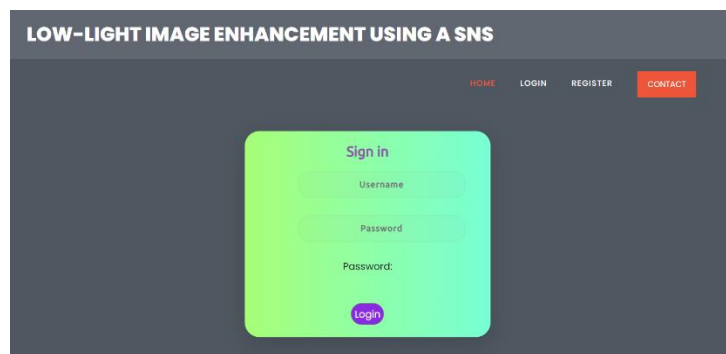 LOW-LIGHT IMAGE ENHANCEMENT USING A SNS
HOME LOGIN REGISTER CONTACT
Sign in
Username
Password
Password:
Login